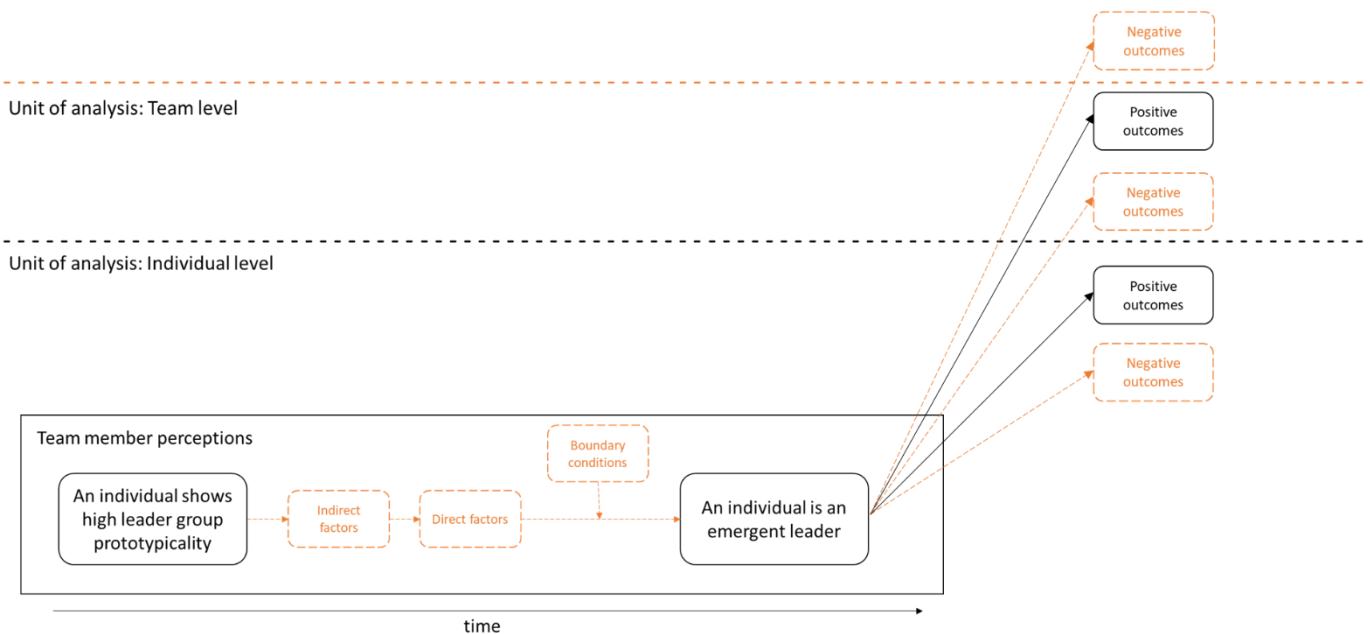 Negative
outcomes
Unit of analysis: Team level
Positive
outcomes
Negative
outcomes
Unit of analysis: Individual level
Positive
outcomes
Negative
outcomes
Team member perceptions
Boundary
conditions
An individual shows
high leader group
prototypicality
Indirect
factors
Direct factors
An individual is an
emergent leader
time